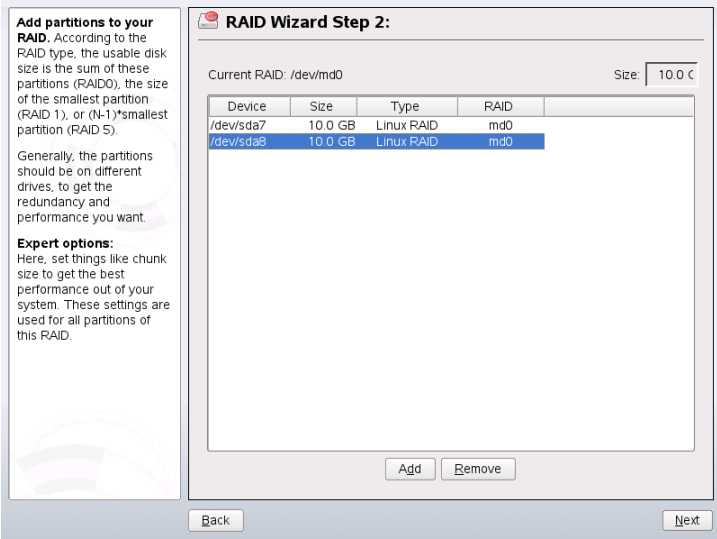 Add partitions to your
RAID. According to the
RAID type, the usable disk
size is the sum of these
partitions (RAID0), the size
of the smallest partition
(RAID 1), or (N-1)*smallest
partition (RAID 5).
Generally, the partitions
should be on different
drives, to get the
redundancy and
performance you want.
Expert options:
Here, set things like chunk
size to get the best
performance out of your
system. These settings are
used for all partitions of
this RAID.
RAID Wizard Step 2:
Current RAID: /dev/md0 Size: 10.0
Device Size Type RAID
/dev/sda7 10.0 GB Linux RAID md0
/dev/sda8 10.0 GB Linux RAID md0
Add Remove
Back Next